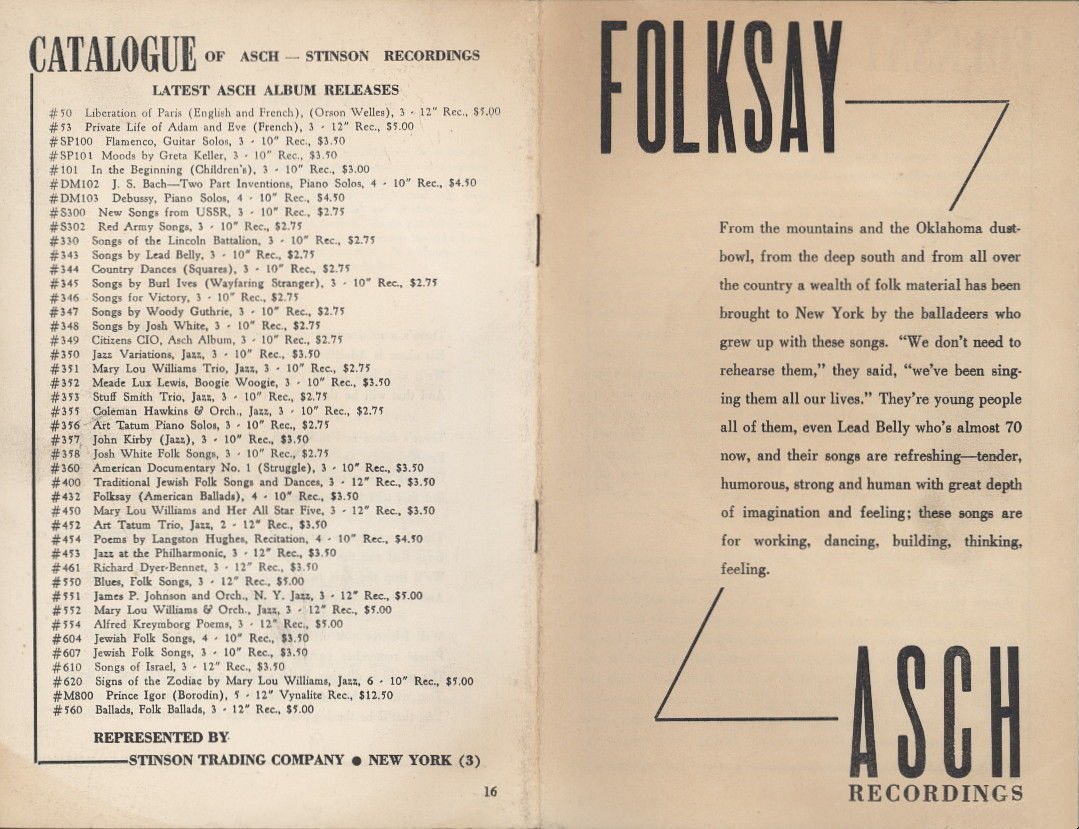 CATALOGUE OF ASCH — STINSON RECORDINGS
LATEST ASCH ALBUM RELEASES
#50 Liberation of Paris (English and French), (Orson Welles), 3 - 12" Rec., $5.00
#53 Private Life of Adam and Eve (French), 3 - 12" Rec., $5.00
#SP100 Flamenco, Guitar Solos, 3 - 10" Rec., $3.50
#SP101 Moods by Greta Keller, 3 - 10" Rec., $3.50
#101 In the Beginning (Children's), 3 - 10" Rec., $3.00
#DM102 J. S. Bach—Two Part Inventions, Piano Solos, 4 - 10" Rec., $4.50
#DM103 Debussy, Piano Solos, 4 - 10" Rec., $4.50
#S300 New Songs from USSR, 3 - 10" Rec., $2.75
#S302 Red Army Songs, 3 - 10" Rec., $2.75
#330 Songs of the Lincoln Battalion, 3 - 10" Rec., $2.75
#343 Songs by Lead Belly, 3 - 10" Rec., $2.75
#344 Country Dances (Squares), 3 - 10" Rec., $2.75
#345 Songs by Burl Ives (Wayfaring Stranger), 3 - 10" Rec., $2.75
#346 Songs for Victory, 3 - 10" Rec., $2.75
#347 Songs by Woody Guthrie, 3 - 10" Rec., $2.75
#348 Songs by Josh White, 3 - 10" Rec., $2.75
#349 Citizens CIO, Asch Album, 3 - 10" Rec., $2.75
#350 Jazz Variations, Jazz, 3 - 10" Rec., $3.50
#351 Mary Lou Williams Trio, Jazz, 3 - 10" Rec., $2.75
#352 Meade Lux Lewis, Boogie Woogie, 3 - 10" Rec., $3.50
#353 Stuff Smith Trio, Jazz, 3 - 10" Rec., $2.75
#355 Coleman Hawkins & Orch., Jazz, 3 - 10" Rec., $2.75
#356 Art Tatum Piano Solos, 3 - 10" Rec., $2.75
#357 John Kirby (Jazz), 3 - 10" Rec., $3.50
#358 Josh White Folk Songs, 3 - 10" Rec., $2.75
#360 American Documentary No. 1 (Struggle), 3 - 10" Rec., $3.50
#400 Traditional Jewish Folk Songs and Dances, 3 - 12" Rec., $3.50
#432 Folksay (American Ballads), 4 - 10" Rec., $3.50
#450 Mary Lou Williams and Her All Star Five, 3 - 12" Rec., $3.50
#452 Art Tatum Trio, Jazz, 2 - 12" Rec., $3.50
#454 Poems by Langston Hughes, Recitation, 4 - 10" Rec., $4.50
#453 Jazz at the Philharmonic, 3 - 12" Rec., $3.50
#461 Richard Dyer-Bennet, 3 - 12" Rec., $3.50
#550 Blues, Folk Songs, 3 - 12" Rec., $5.00
#551 James P. Johnson and Orch., N. Y. Jazz, 3 - 12" Rec., $5.00
#552 Mary Lou Williams & Orch., Jazz, 3 - 12" Rec., $5.00
#554 Alfred Kreymborg Poems, 3 - 12" Rec., $5.00
#604 Jewish Folk Songs, 4 - 10" Rec., $3.50
#607 Jewish Folk Songs, 3 - 12" Rec., $3.50
#610 Songs of Israel, 3 - 12" Rec., $3.50
#620 Signs of the Zodiac by Mary Lou Williams, Jazz, 6 - 10" Rec., $5.00
#M800 Prince Igor (Borodin), 5 - 12" Vynalite Rec., $12.50
#560 Ballads, Folk Ballads, 3 - 12" Rec., $5.00
REPRESENTED BY
STINSON TRADING COMPANY ● NEW YORK (3)
16
FOLKSAY
From the mountains and the Oklahoma dust-
bowl, from the deep south and from all over
the country a wealth of folk material has been
brought to New York by the balladeers who
grew up with these songs. "We don't need to
rehearse them," they said, "we've been sing-
ing them all our lives." They're young people
all of them, even Lead Belly who's almost 70
now, and their songs are refreshing—tender,
humorous, strong and human with great depth
of imagination and feeling; these songs are
for working, dancing, building, thinking,
feeling.
ASCH
RECORDINGS